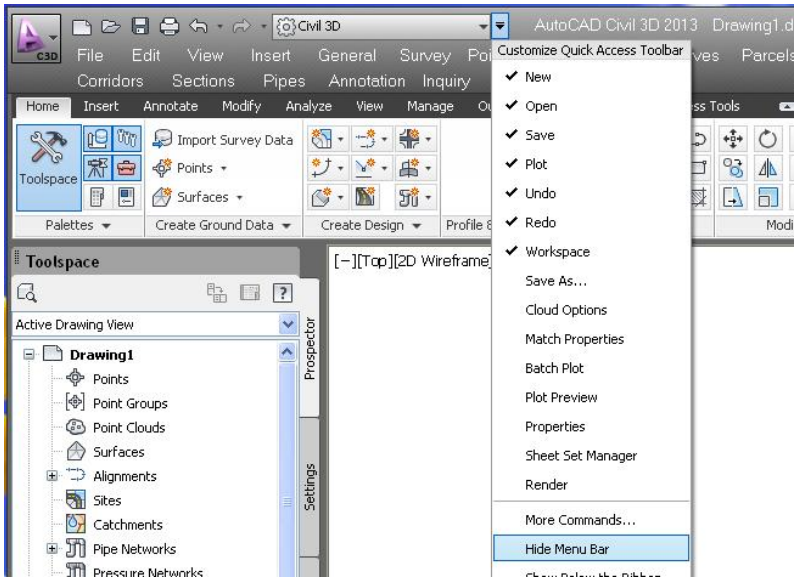 Civil 3D
AutoCAD Civil 3D 2013 Drawing1.d
C3D
File Edit View Insert General Survey
Parcels
Corridors Sections Pipes Annotation Inquiry
Customize Quick Access Toolbar
New
Open
Save
Plot
Undo
Redo
Workspace
Save As...
Cloud Options
Match Properties
Batch Plot
Plot Preview
Properties
Sheet Set Manager
Render
More Commands...
Hide Menu Bar
Show Below the Ribbon
Home Insert Annotate Modify Analyze View Manage
Tools
Toolspace
Import Survey Data
Points
Surfaces
Palettes
Create Ground Data
Create Design
Profile &
Modi
Toolspace
[-][Top][2D Wireframe]
Active Drawing View
Prospector
Settings
Drawing1
Points
Point Groups
Point Clouds
Surfaces
Alignments
Sites
Catchments
Pipe Networks
Pressure Networks